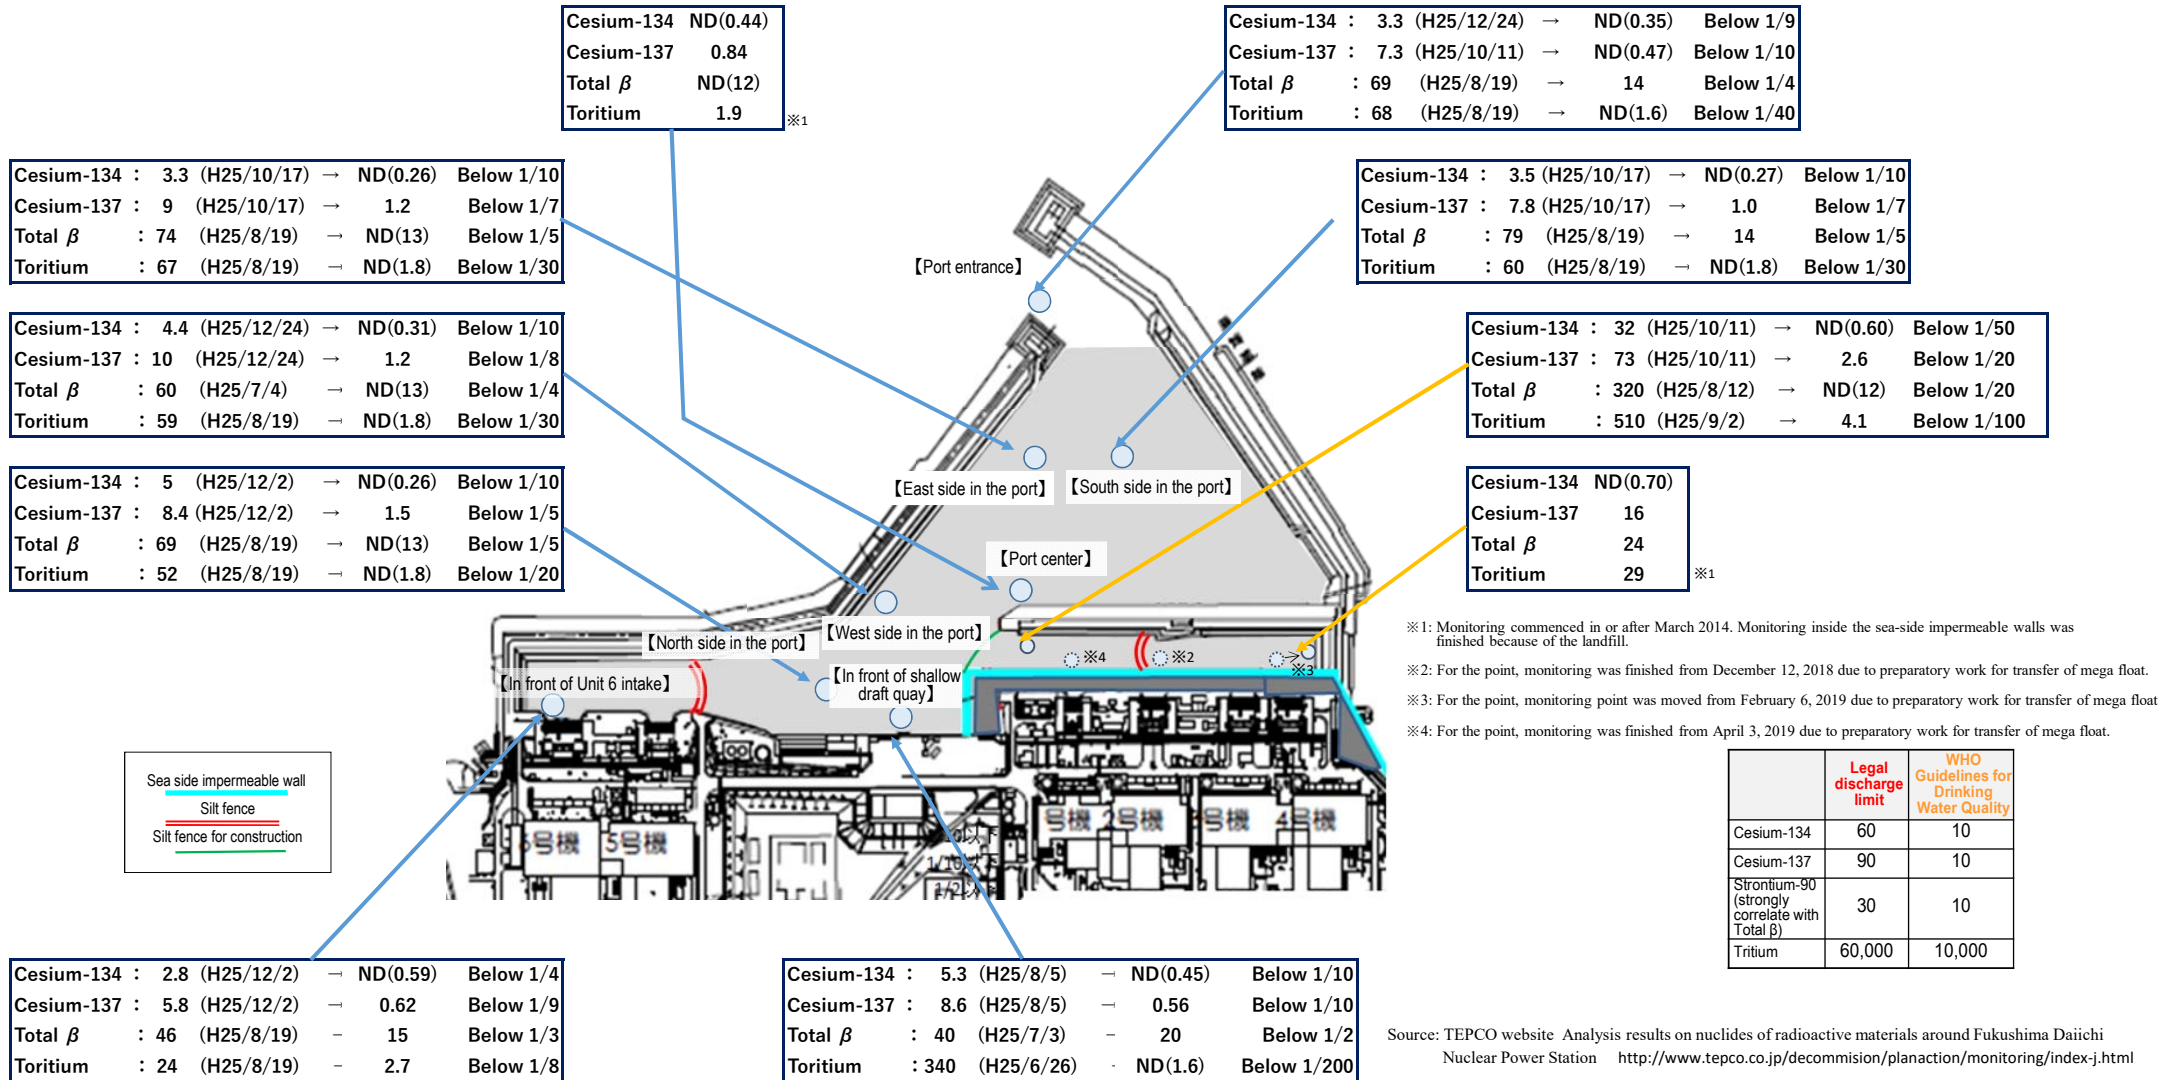 Cesium-134 ND(0.44)
Cesium-137 0.84
Total β ND(12)
Toritium 1.9
※1
Cesium-134 : 3.3 (H25/12/24) → ND(0.35) Below 1/9
Cesium-137 : 7.3 (H25/10/11) → ND(0.47) Below 1/10
Total β : 69 (H25/8/19) → 14 Below 1/4
Toritium : 68 (H25/8/19) → ND(1.6) Below 1/40
Cesium-134 : 3.3 (H25/10/17) → ND(0.26) Below 1/10
Cesium-137 : 9 (H25/10/17) → 1.2 Below 1/7
Total β : 74 (H25/8/19) → ND(13) Below 1/5
Toritium : 67 (H25/8/19) → ND(1.8) Below 1/30
Cesium-134 : 3.5 (H25/10/17) → ND(0.27) Below 1/10
Cesium-137 : 7.8 (H25/10/17) → 1.0 Below 1/7
Total β : 79 (H25/8/19) → 14 Below 1/5
Toritium : 60 (H25/8/19) → ND(1.8) Below 1/30
Cesium-134 : 4.4 (H25/12/24) → ND(0.31) Below 1/10
Cesium-137 : 10 (H25/12/24) → 1.2 Below 1/8
Total β : 60 (H25/7/4) → ND(13) Below 1/4
Toritium : 59 (H25/8/19) → ND(1.8) Below 1/30
Cesium-134 : 32 (H25/10/11) → ND(0.60) Below 1/50
Cesium-137 : 73 (H25/10/11) → 2.6 Below 1/20
Total β : 320 (H25/8/12) → ND(12) Below 1/20
Toritium : 510 (H25/9/2) → 4.1 Below 1/100
Cesium-134 : 5 (H25/12/2) → ND(0.26) Below 1/10
Cesium-137 : 8.4 (H25/12/2) → 1.5 Below 1/5
Total β : 69 (H25/8/19) → ND(13) Below 1/5
Toritium : 52 (H25/8/19) → ND(1.8) Below 1/20
Cesium-134 ND(0.70)
Cesium-137 16
Total β 24
Toritium 29
※1
【Port entrance】
【East side in the port】
【South side in the port】
【Port center】
【West side in the port】
【North side in the port】
【In front of Unit 6 intake】
【In front of shallow
draft quay】
※4
※2
※3
6号機
5号機
号機
2号機
号機
4号機
1/10以下
1/2以下
※1: Monitoring commenced in or after March 2014. Monitoring inside the sea-side impermeable walls was
finished because of the landfill.
※2: For the point, monitoring was finished from December 12, 2018 due to preparatory work for transfer of mega float.
※3: For the point, monitoring point was moved from February 6, 2019 due to preparatory work for transfer of mega float
※4: For the point, monitoring was finished from April 3, 2019 due to preparatory work for transfer of mega float.
Sea side impermeable wall
Silt fence
Silt fence for construction
Legal
discharge
limit
WHO
Guidelines for
Drinking
Water Quality
Cesium-134 60 10
Cesium-137 90 10
Strontium-90
(strongly
correlate with
Total β)
30 10
Tritium 60,000 10,000
Cesium-134 : 2.8 (H25/12/2) → ND(0.59) Below 1/4
Cesium-137 : 5.8 (H25/12/2) → 0.62 Below 1/9
Total β : 46 (H25/8/19) - 15 Below 1/3
Toritium : 24 (H25/8/19) - 2.7 Below 1/8
Cesium-134 : 5.3 (H25/8/5) → ND(0.45) Below 1/10
Cesium-137 : 8.6 (H25/8/5) → 0.56 Below 1/10
Total β : 40 (H25/7/3) - 20 Below 1/2
Toritium : 340 (H25/6/26) - ND(1.6) Below 1/200
Source: TEPCO website Analysis results on nuclides of radioactive materials around Fukushima Daiichi
Nuclear Power Station http://www.tepco.co.jp/decommision/planaction/monitoring/index-j.html